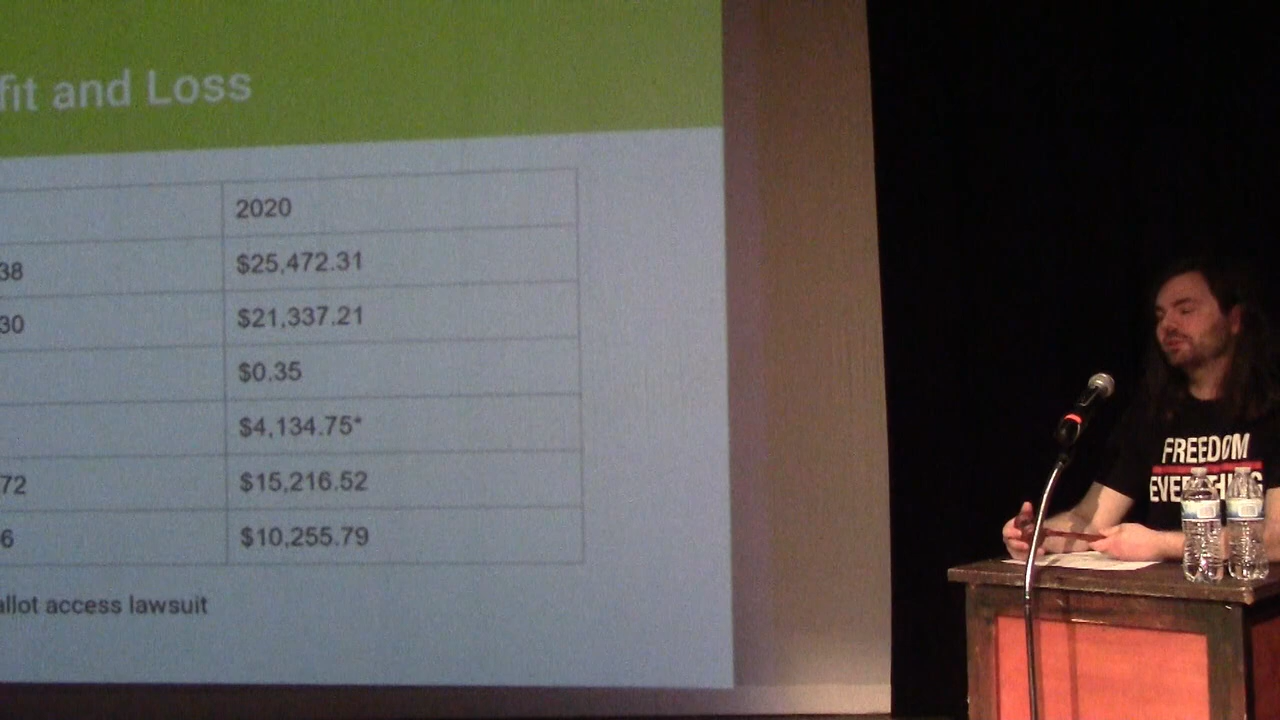 fit and Loss
2020
38 $25,472.31
30 $21,337.21
$0.35
$4,134.75*
72 $15,216.52
6 $10,255.79
allot access lawsuit
FREEDOM